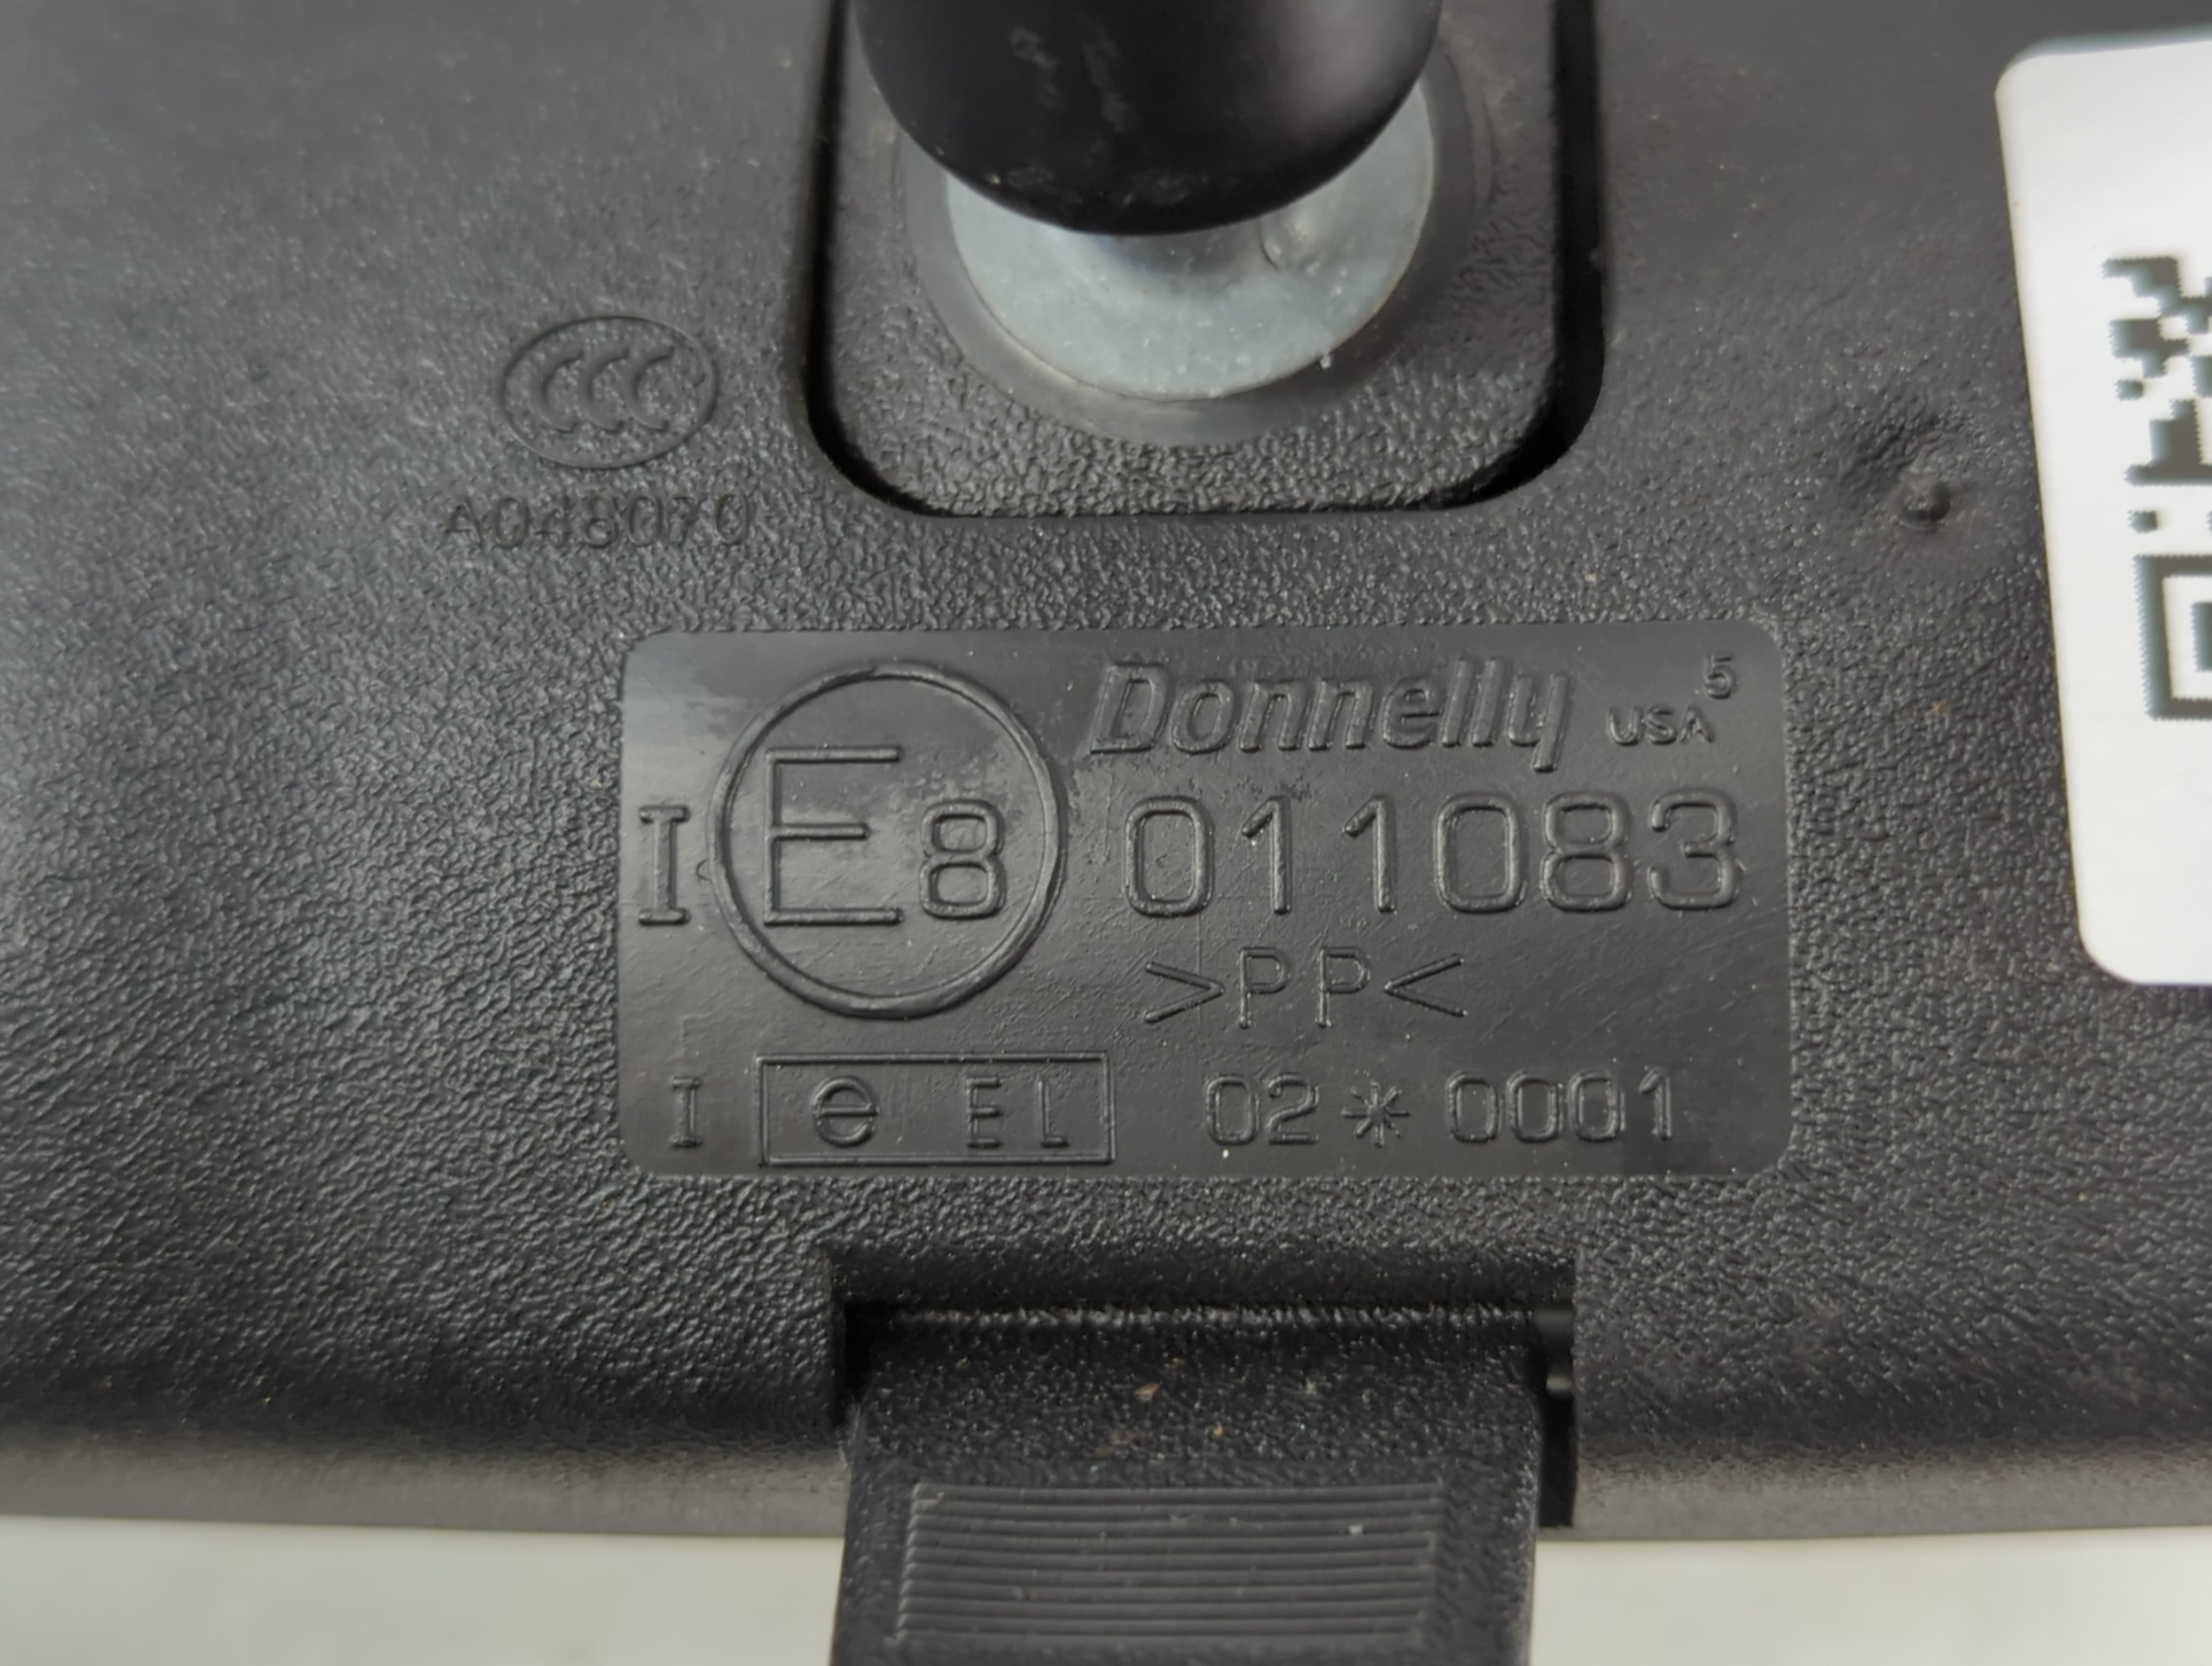 CCC
A048070
Donnelly USA 5
I E8 011083
>PP<
I e EL 02*0001